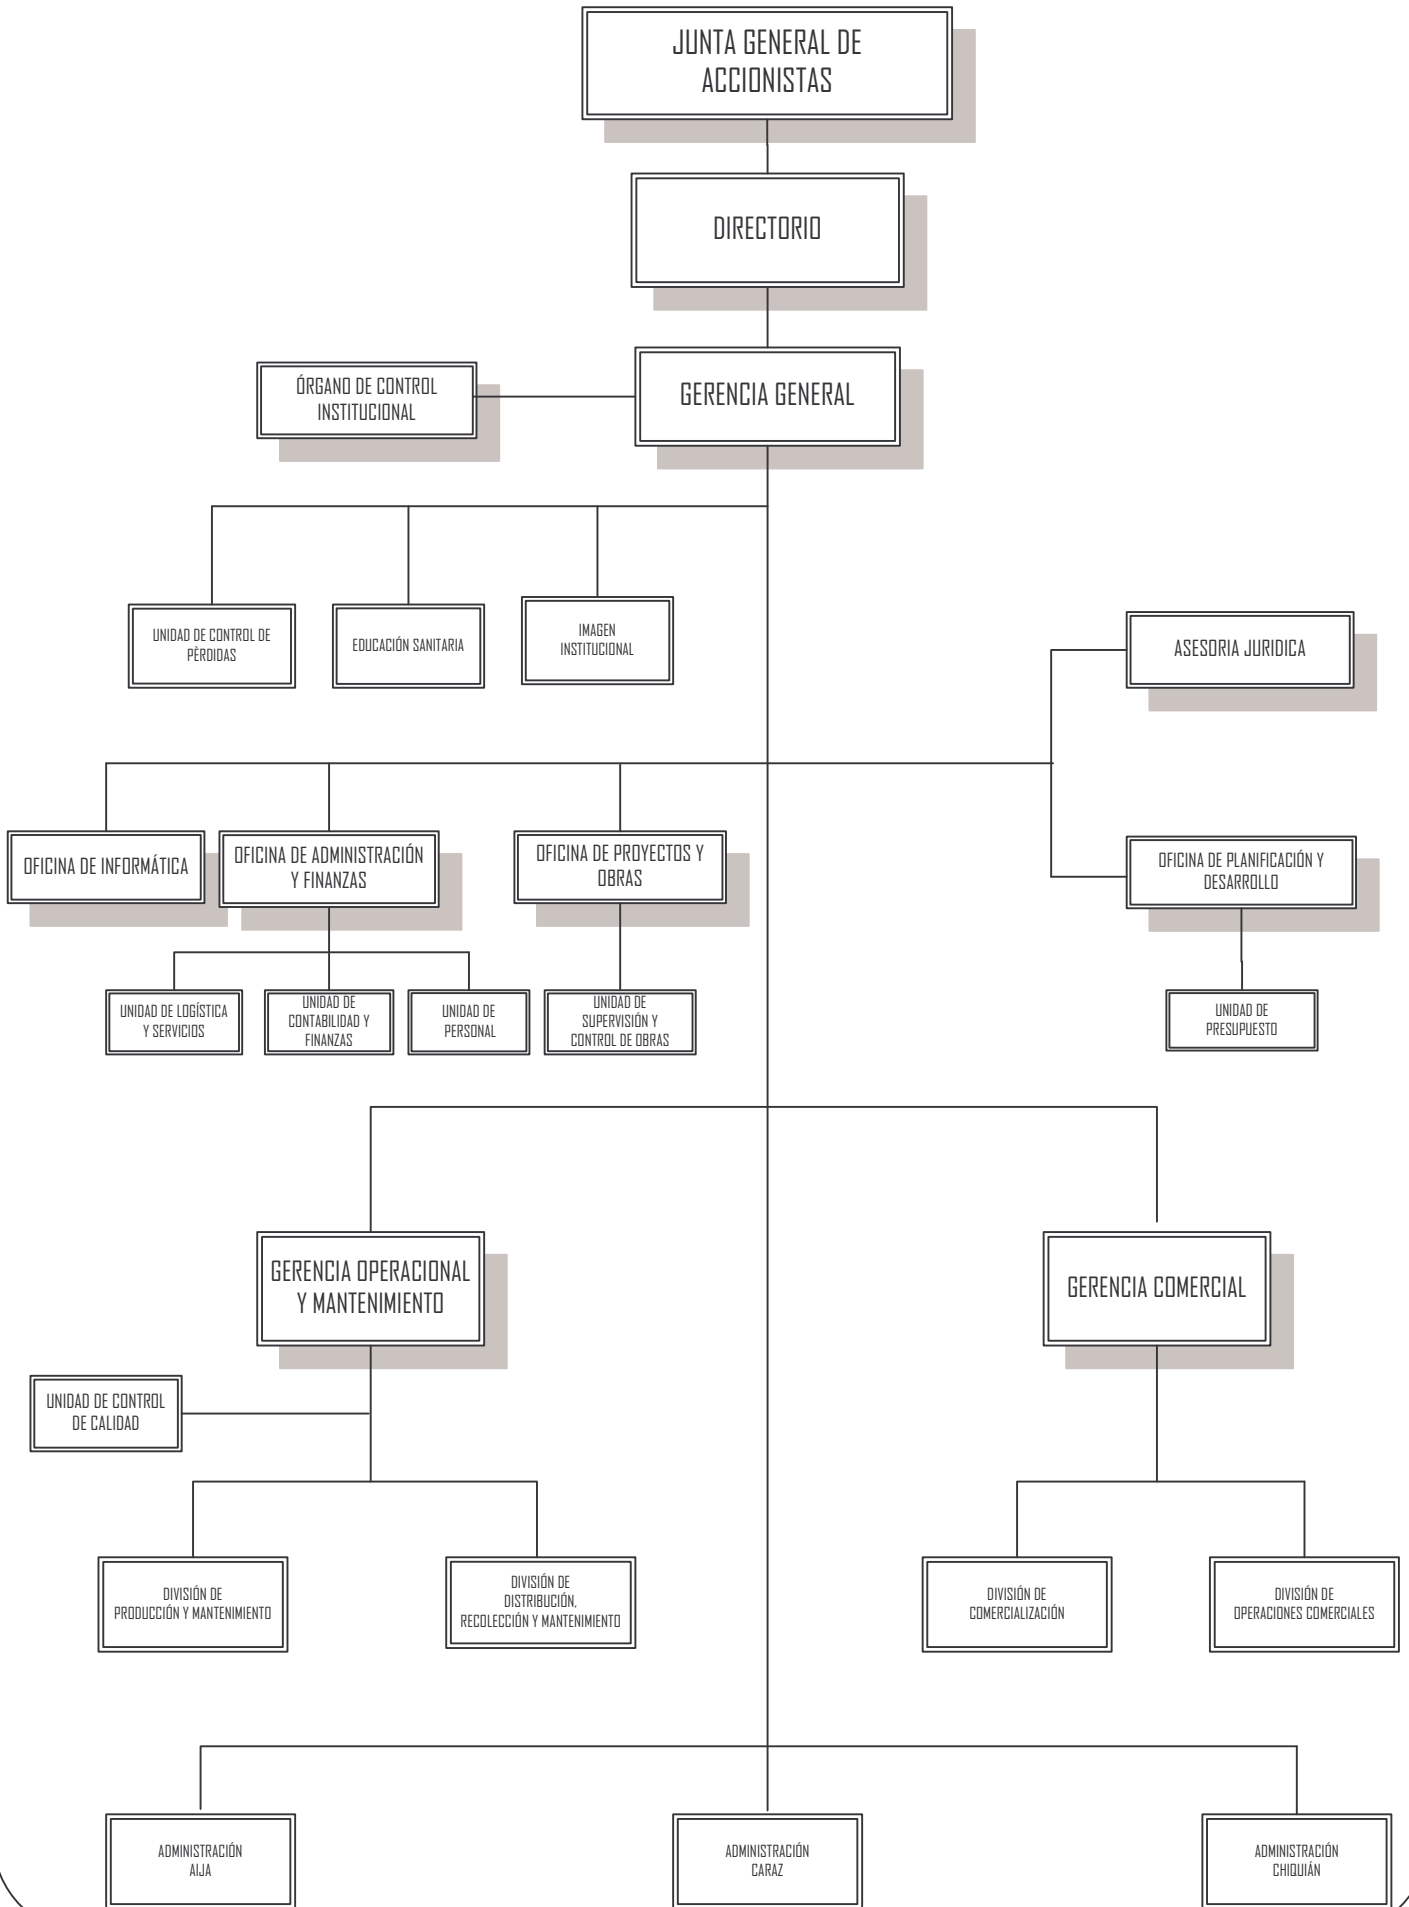 JUNTA GENERAL DE
ACCIONISTAS
DIRECTORIO
ÓRGANO DE CONTROL
INSTITUCIONAL
GERENCIA GENERAL
UNIDAD DE CONTROL DE
PÈRDIDAS
EDUCACIÓN SANITARIA
IMAGEN
INSTITUCIONAL
ASESORIA JURIDICA
OFICINA DE INFORMÁTICA
OFICINA DE ADMINISTRACIÓN
Y FINANZAS
OFICINA DE PROYECTOS Y
OBRAS
OFICINA DE PLANIFICACIÓN Y
DESARROLLO
UNIDAD DE LOGÍSTICA
Y SERVICIOS
UNIDAD DE
CONTABILIDAD Y
FINANZAS
UNIDAD DE
PERSONAL
UNIDAD DE
SUPERVISIÓN Y
CONTROL DE OBRAS
UNIDAD DE
PRESUPUESTO
GERENCIA OPERACIONAL
Y MANTENIMIENTO
GERENCIA COMERCIAL
UNIDAD DE CONTROL
DE CALIDAD
DIVISIÓN DE
PRODUCCIÓN Y MANTENIMIENTO
DIVISIÓN DE
DISTRIBUCIÓN,
RECOLECCIÓN Y MANTENIMIENTO
DIVISIÓN DE
COMERCIALIZACIÓN
DIVISIÓN DE
OPERACIONES COMERCIALES
ADMINISTRACIÓN
AIJA
ADMINISTRACIÓN
CARAZ
ADMINISTRACIÓN
CHIQUIÁN